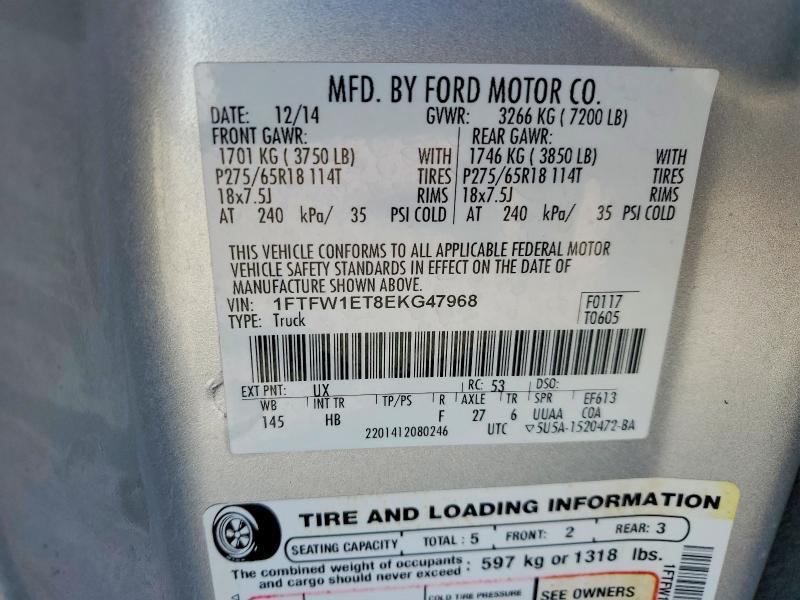 MFD. BY FORD MOTOR CO.
DATE: 12/14 GVWR: 3266 KG ( 7200 LB)
FRONT GAWR: REAR GAWR:
1701 KG ( 3750 LB) WITH 1746 KG ( 3850 LB) WITH
P275/65R18 114T TIRES P275/65R18 114T TIRES
18x7.5J RIMS 18x7.5J RIMS
AT 240 kPa/ 35 PSI COLD AT 240 kPa/ 35 PSI COLD
THIS VEHICLE CONFORMS TO ALL APPLICABLE FEDERAL MOTOR
VEHICLE SAFETY STANDARDS IN EFFECT ON THE DATE OF
MANUFACTURE SHOWN ABOVE.
VIN: 1FTFW1ET8EKG47968 F0117
TYPE: Truck T0605
EXT PNT: UX RC: 53 DSO:
WB INT TR TP/PS R AXLE TR SPR EF613
145 HB F 27 6 UUAA COA
2201412080246 UTC ▽5U5A-1520472-BA
TIRE AND LOADING INFORMATION
SEATING CAPACITY TOTAL : 5 FRONT: 2 REAR: 3
The combined weight of occupants
and cargo should never exceed : 597 kg or 1318 lbs.
COLD TIRE PRESSURE SEE OWNERS
1FTFW1